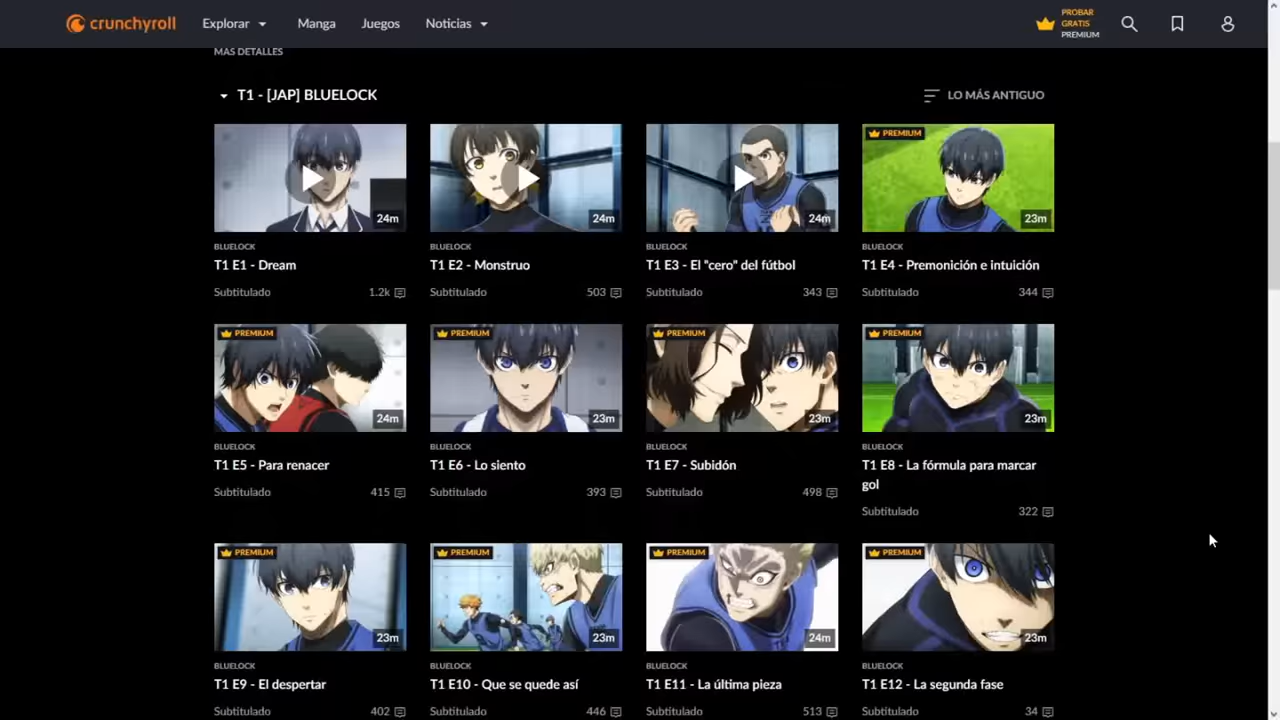 crunchyroll
Explorar
Manga
Juegos
Noticias
PROBAR
GRATIS
PREMIUM
MÁS DETALLES
T1 - [JAP] BLUELOCK
LO MÁS ANTIGUO
24m
24m
24m
PREMIUM
23m
BLUELOCK
BLUELOCK
BLUELOCK
BLUELOCK
T1 E1 - Dream
T1 E2 - Monstruo
T1 E3 - El "cero" del fútbol
T1 E4 - Premonición e intuición
Subtitulado 1.2k
Subtitulado 503
Subtitulado 343
Subtitulado 344
PREMIUM
PREMIUM
PREMIUM
PREMIUM
24m
23m
23m
23m
BLUELOCK
BLUELOCK
BLUELOCK
BLUELOCK
T1 E5 - Para renacer
T1 E6 - Lo siento
T1 E7 - Subidón
T1 E8 - La fórmula para marcar
gol
Subtitulado 415
Subtitulado 393
Subtitulado 498
Subtitulado 322
PREMIUM
PREMIUM
PREMIUM
PREMIUM
23m
23m
24m
23m
BLUELOCK
BLUELOCK
BLUELOCK
BLUELOCK
T1 E9 - El despertar
T1 E10 - Que se quede así
T1 E11 - La última pieza
T1 E12 - La segunda fase
Subtitulado 402
Subtitulado 446
Subtitulado 513
Subtitulado 34